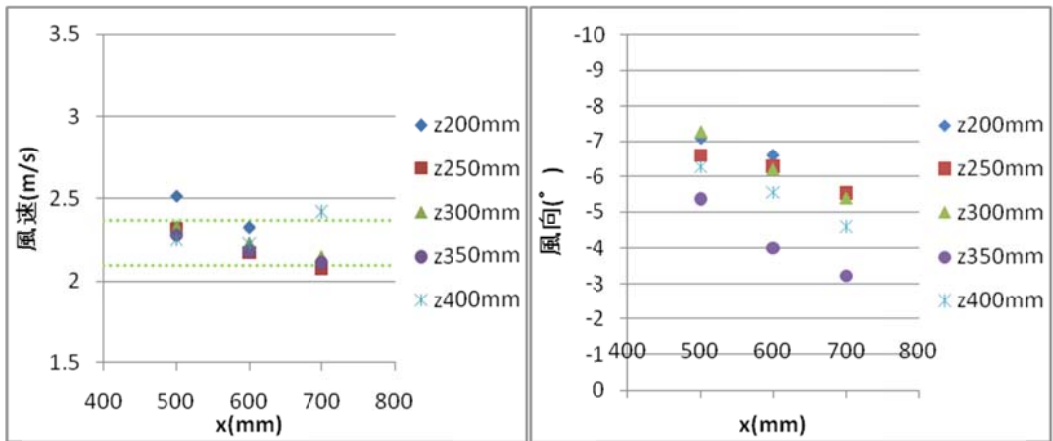 3.5
3
2.5
2
1.5
風速(m/s)
400 500 600 700 800
x(mm)
z200mm
z250mm
z300mm
z350mm
z400mm
-10
-9
-8
-7
-6
-5
-4
-3
-2
-1
0
風向(°)
400 500 600 700 800
x(mm)
z200mm
z250mm
z300mm
z350mm
z400mm